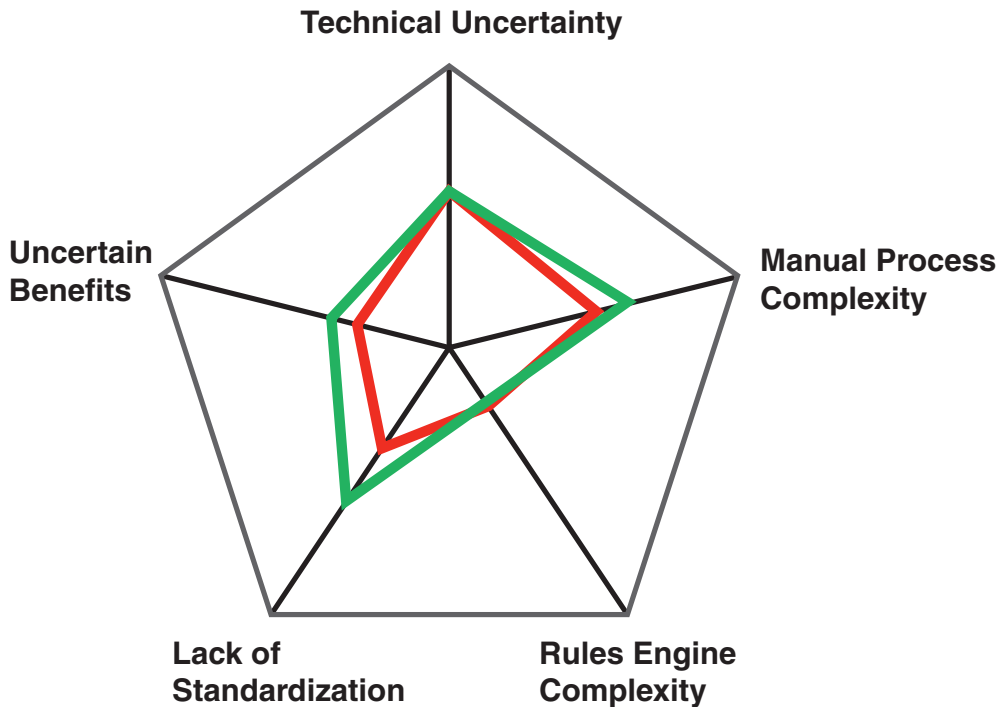 Technical Uncertainty
Uncertain
Benefits
Manual Process
Complexity
Lack of
Standardization
Rules Engine
Complexity